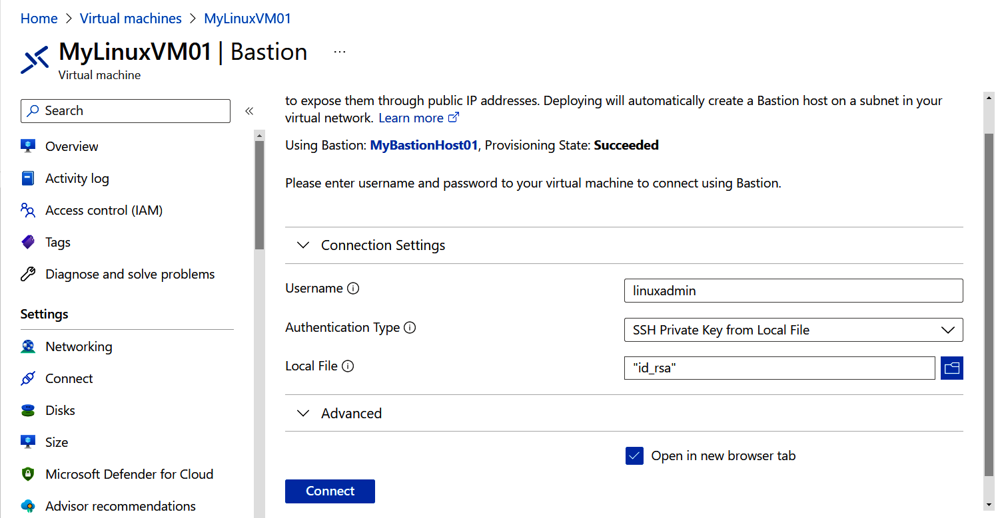 Home > Virtual machines > MyLinuxVM01
MyLinuxVM01 | Bastion ...
Virtual machine
Search
«
Overview
Activity log
Access control (IAM)
Tags
Diagnose and solve problems
Settings
Networking
Connect
Disks
Size
Microsoft Defender for Cloud
Advisor recommendations
to expose them through public IP addresses. Deploying will automatically create a Bastion host on a subnet in your
virtual network. Learn more
Using Bastion: MyBastionHost01, Provisioning State: Succeeded
Please enter username and password to your virtual machine to connect using Bastion.
Connection Settings
Username
linuxadmin
Authentication Type
SSH Private Key from Local File
Local File
"id_rsa"
Advanced
Open in new browser tab
Connect